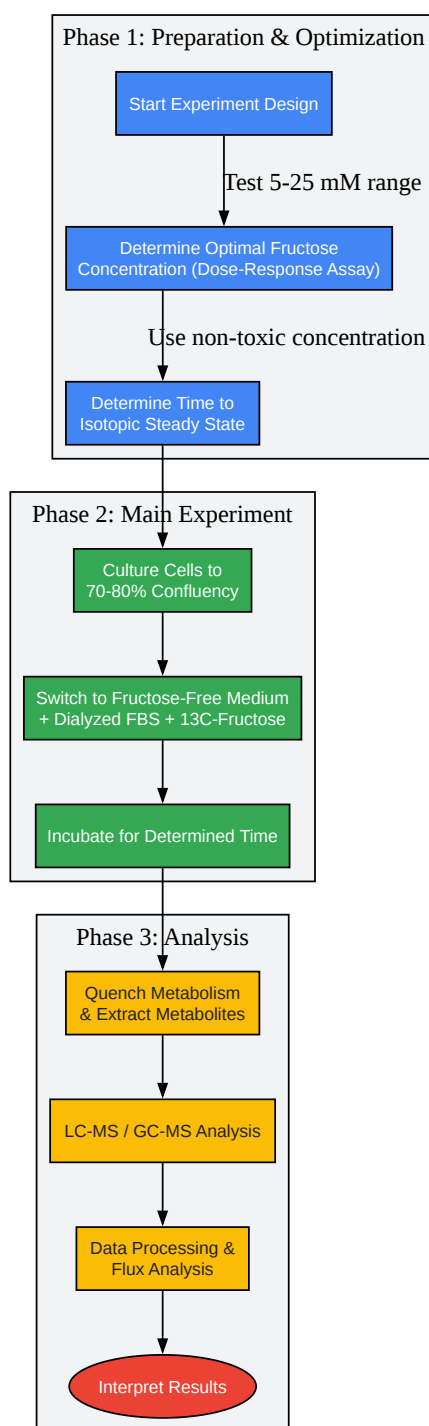 Phase 1: Preparation & Optimization
Start Experiment Design
Test 5-25 mM range
Determine Optimal Fructose
Concentration (Dose-Response Assay)
Use non-toxic concentration
Determine Time to
Isotopic Steady State
Phase 2: Main Experiment
Culture Cells to
70-80% Confluency
Switch to Fructose-Free Medium
+ Dialyzed FBS + 13C-Fructose
Incubate for Determined Time
Phase 3: Analysis
Quench Metabolism
& Extract Metabolites
LC-MS / GC-MS Analysis
Data Processing &
Flux Analysis
Interpret Results